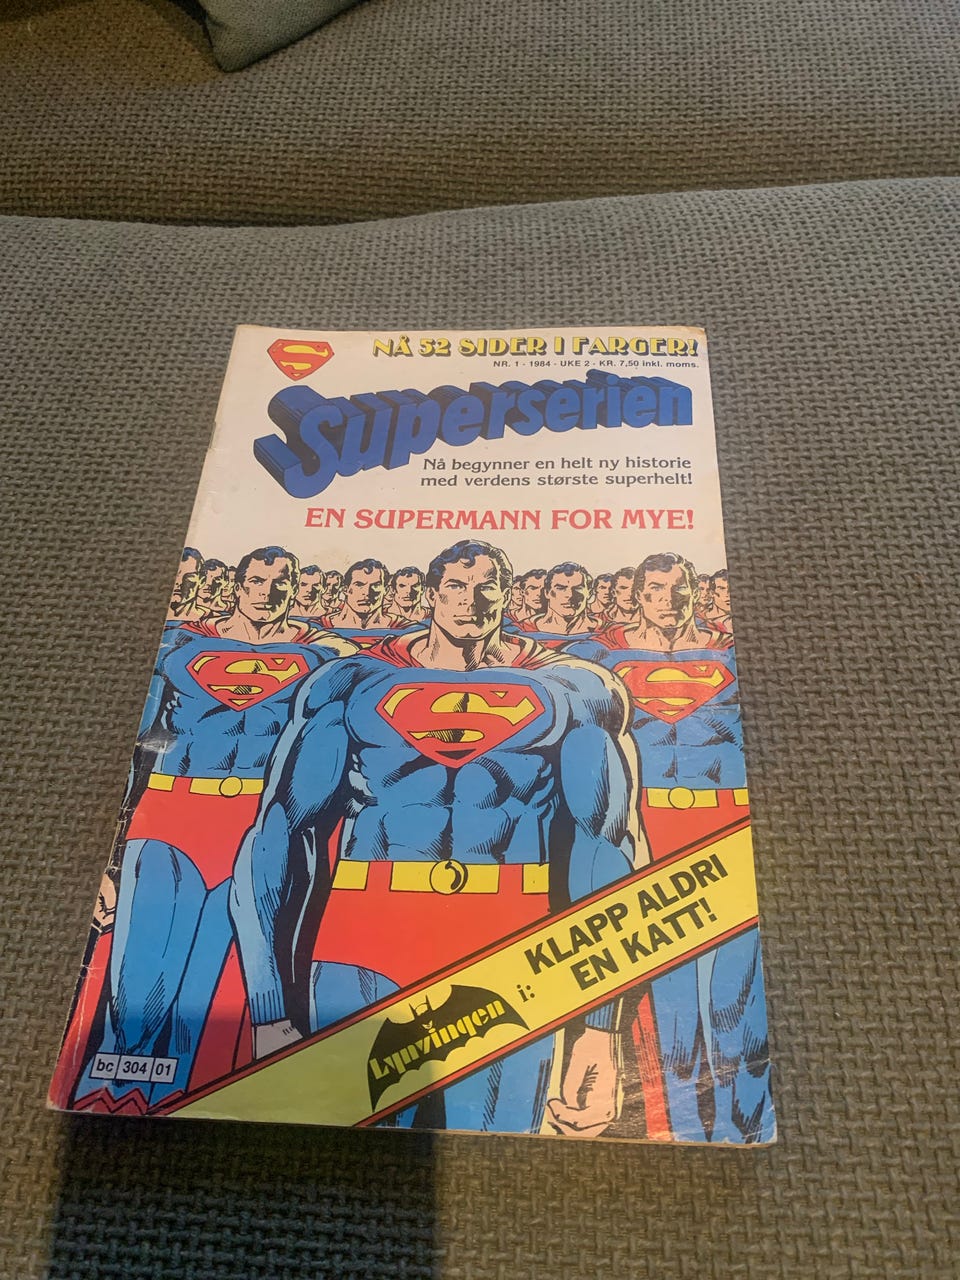 NÅ 52 SIDER I FARGER!
NR. 1 - 1984 - UKE 2 - KR. 7,50 inkl. moms.
Superserien
Nå begynner en helt ny historie
med verdens største superhelt!
EN SUPERMANN FOR MYE!
Lynvingen i: KLAPP ALDRI
EN KATT!
bc 304 01